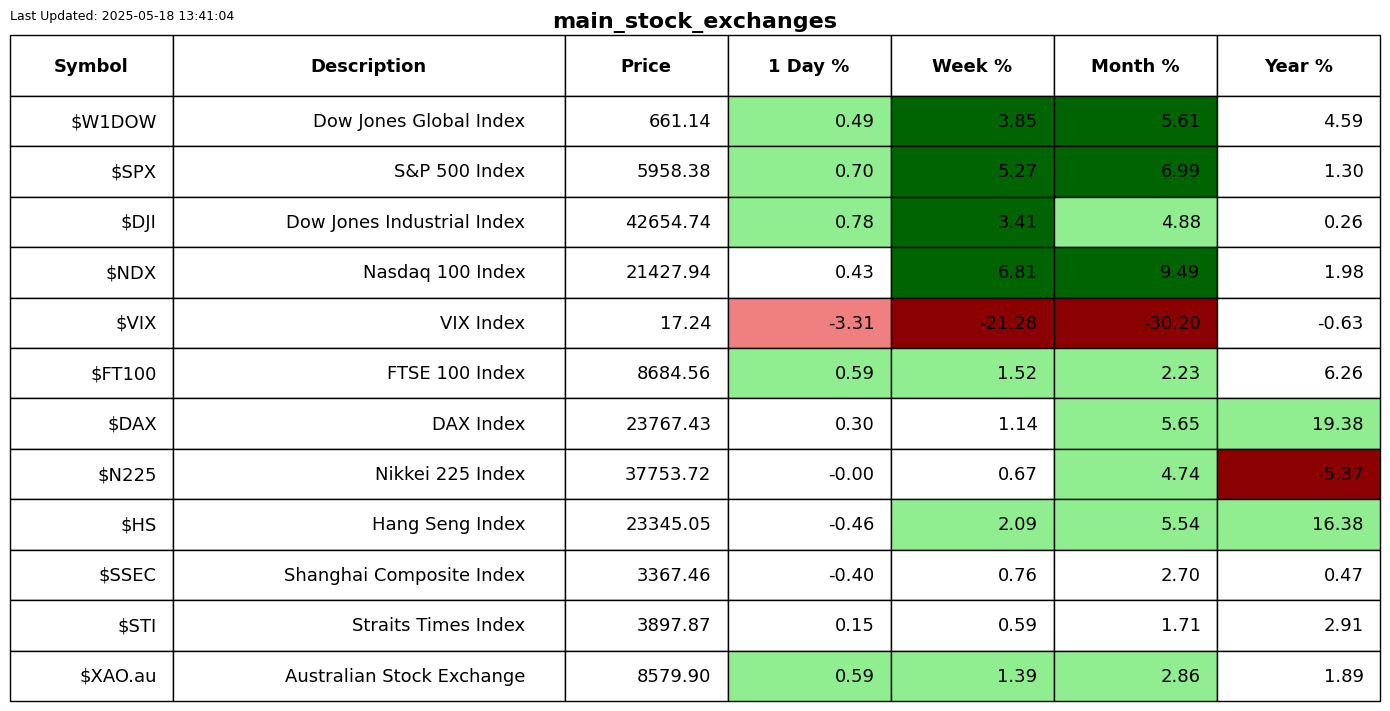 Last Updated: 2025-05-18 13:41:04
main_stock_exchanges
Symbol Description Price 1 Day % Week % Month % Year %
$W1DOW Dow Jones Global Index 661.14 0.49 3.85 5.61 4.59
$SPX S&P 500 Index 5958.38 0.70 5.27 6.99 1.30
$DJI Dow Jones Industrial Index 42654.74 0.78 3.41 4.88 0.26
$NDX Nasdaq 100 Index 21427.94 0.43 6.81 9.49 1.98
$VIX VIX Index 17.24 -3.31 -21.28 -30.20 -0.63
$FT100 FTSE 100 Index 8684.56 0.59 1.52 2.23 6.26
$DAX DAX Index 23767.43 0.30 1.14 5.65 19.38
$N225 Nikkei 225 Index 37753.72 -0.00 0.67 4.74 -5.37
$HS Hang Seng Index 23345.05 -0.46 2.09 5.54 16.38
$SSEC Shanghai Composite Index 3367.46 -0.40 0.76 2.70 0.47
$STI Straits Times Index 3897.87 0.15 0.59 1.71 2.91
$XAO.au Australian Stock Exchange 8579.90 0.59 1.39 2.86 1.89